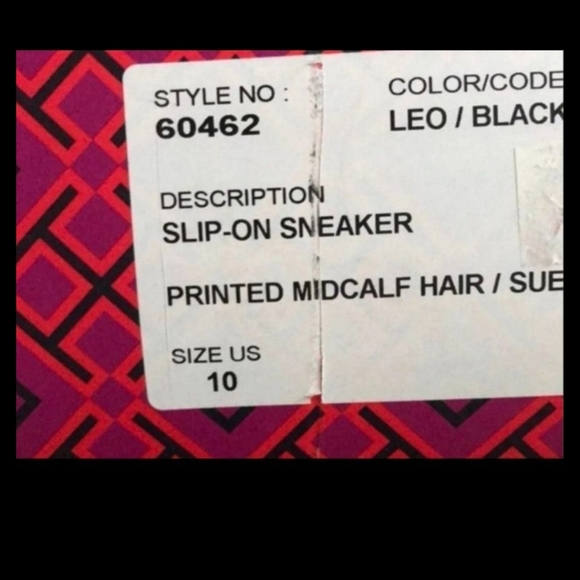 STYLE NO : COLOR/CODE
60462 LEO / BLACK
DESCRIPTION
SLIP-ON SNEAKER
PRINTED MIDCALF HAIR / SUE
SIZE US
10